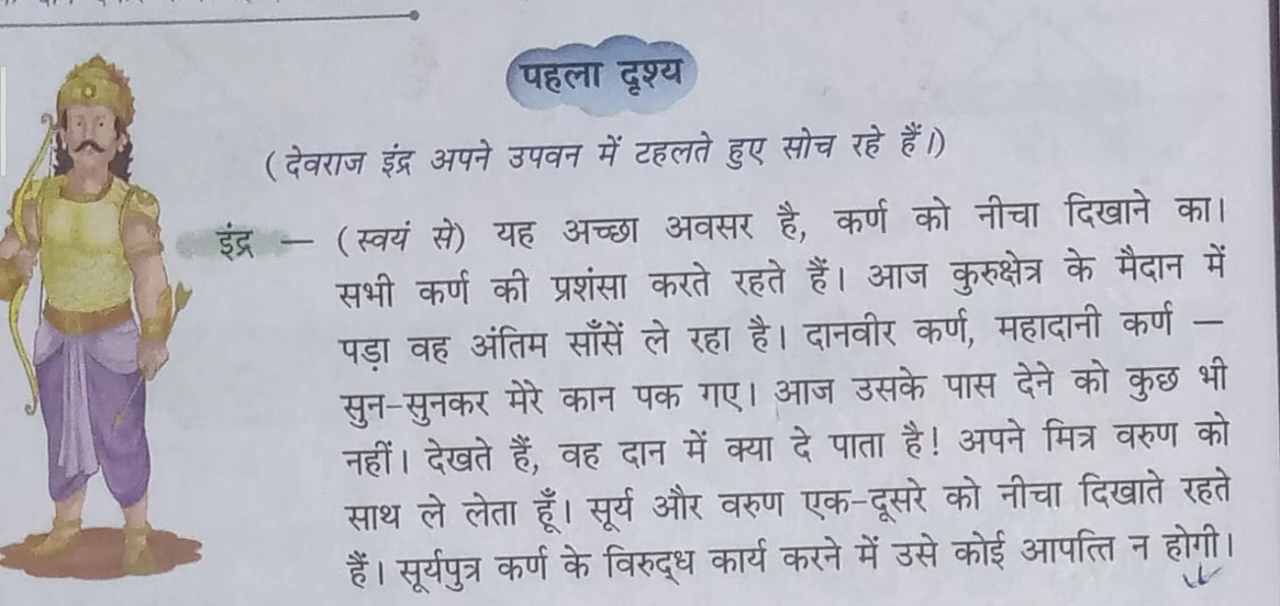 पहला दृश्य
(देवराज इंद्र अपने उपवन में टहलते हुए सोच रहे हैं।)
इंद्र — (स्वयं से) यह अच्छा अवसर है, कर्ण को नीचा दिखाने का।
सभी कर्ण की प्रशंसा करते रहते हैं। आज कुरुक्षेत्र के मैदान में
पड़ा वह अंतिम साँसें ले रहा है। दानवीर कर्ण, महादानी कर्ण —
सुन-सुनकर मेरे कान पक गए। आज उसके पास देने को कुछ भी
नहीं। देखते हैं, वह दान में क्या दे पाता है! अपने मित्र वरुण को
साथ ले लेता हूँ। सूर्य और वरुण एक-दूसरे को नीचा दिखाते रहते
हैं। सूर्यपुत्र कर्ण के विरुद्ध कार्य करने में उसे कोई आपत्ति न होगी।